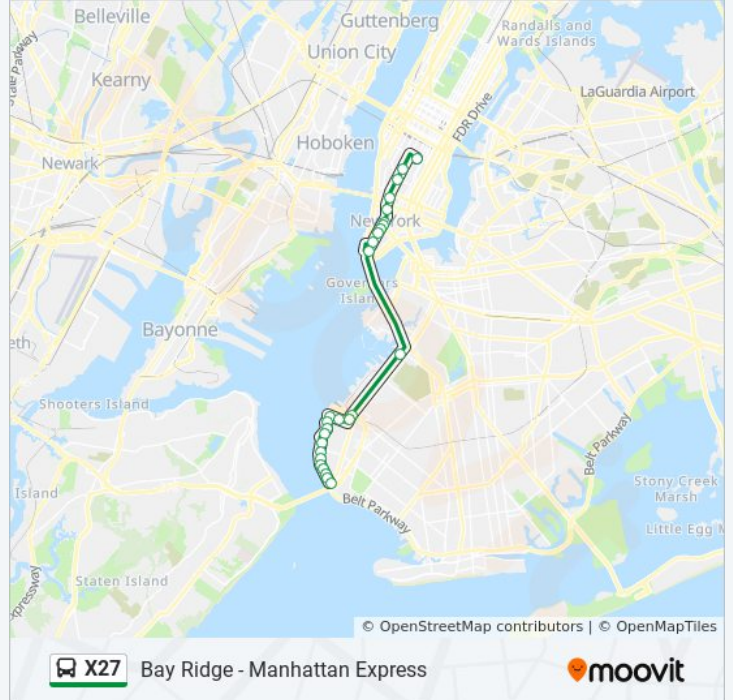 Belleville
Guttenberg
Randalls and
Wards Islands
Union City
Kearny
LaGuardia Airport
FDR Drive
Hoboken
Newark
New York
Governors
Island
Bayonne
eth
Shooters Island
Belt Parkway
Stony Creek
Marsh
Island
Belt Parkway
Little Egg M
Staten Island
xpressway
© OpenStreetMap contributors | © OpenMapTiles
X27 Bay Ridge - Manhattan Express
moovit